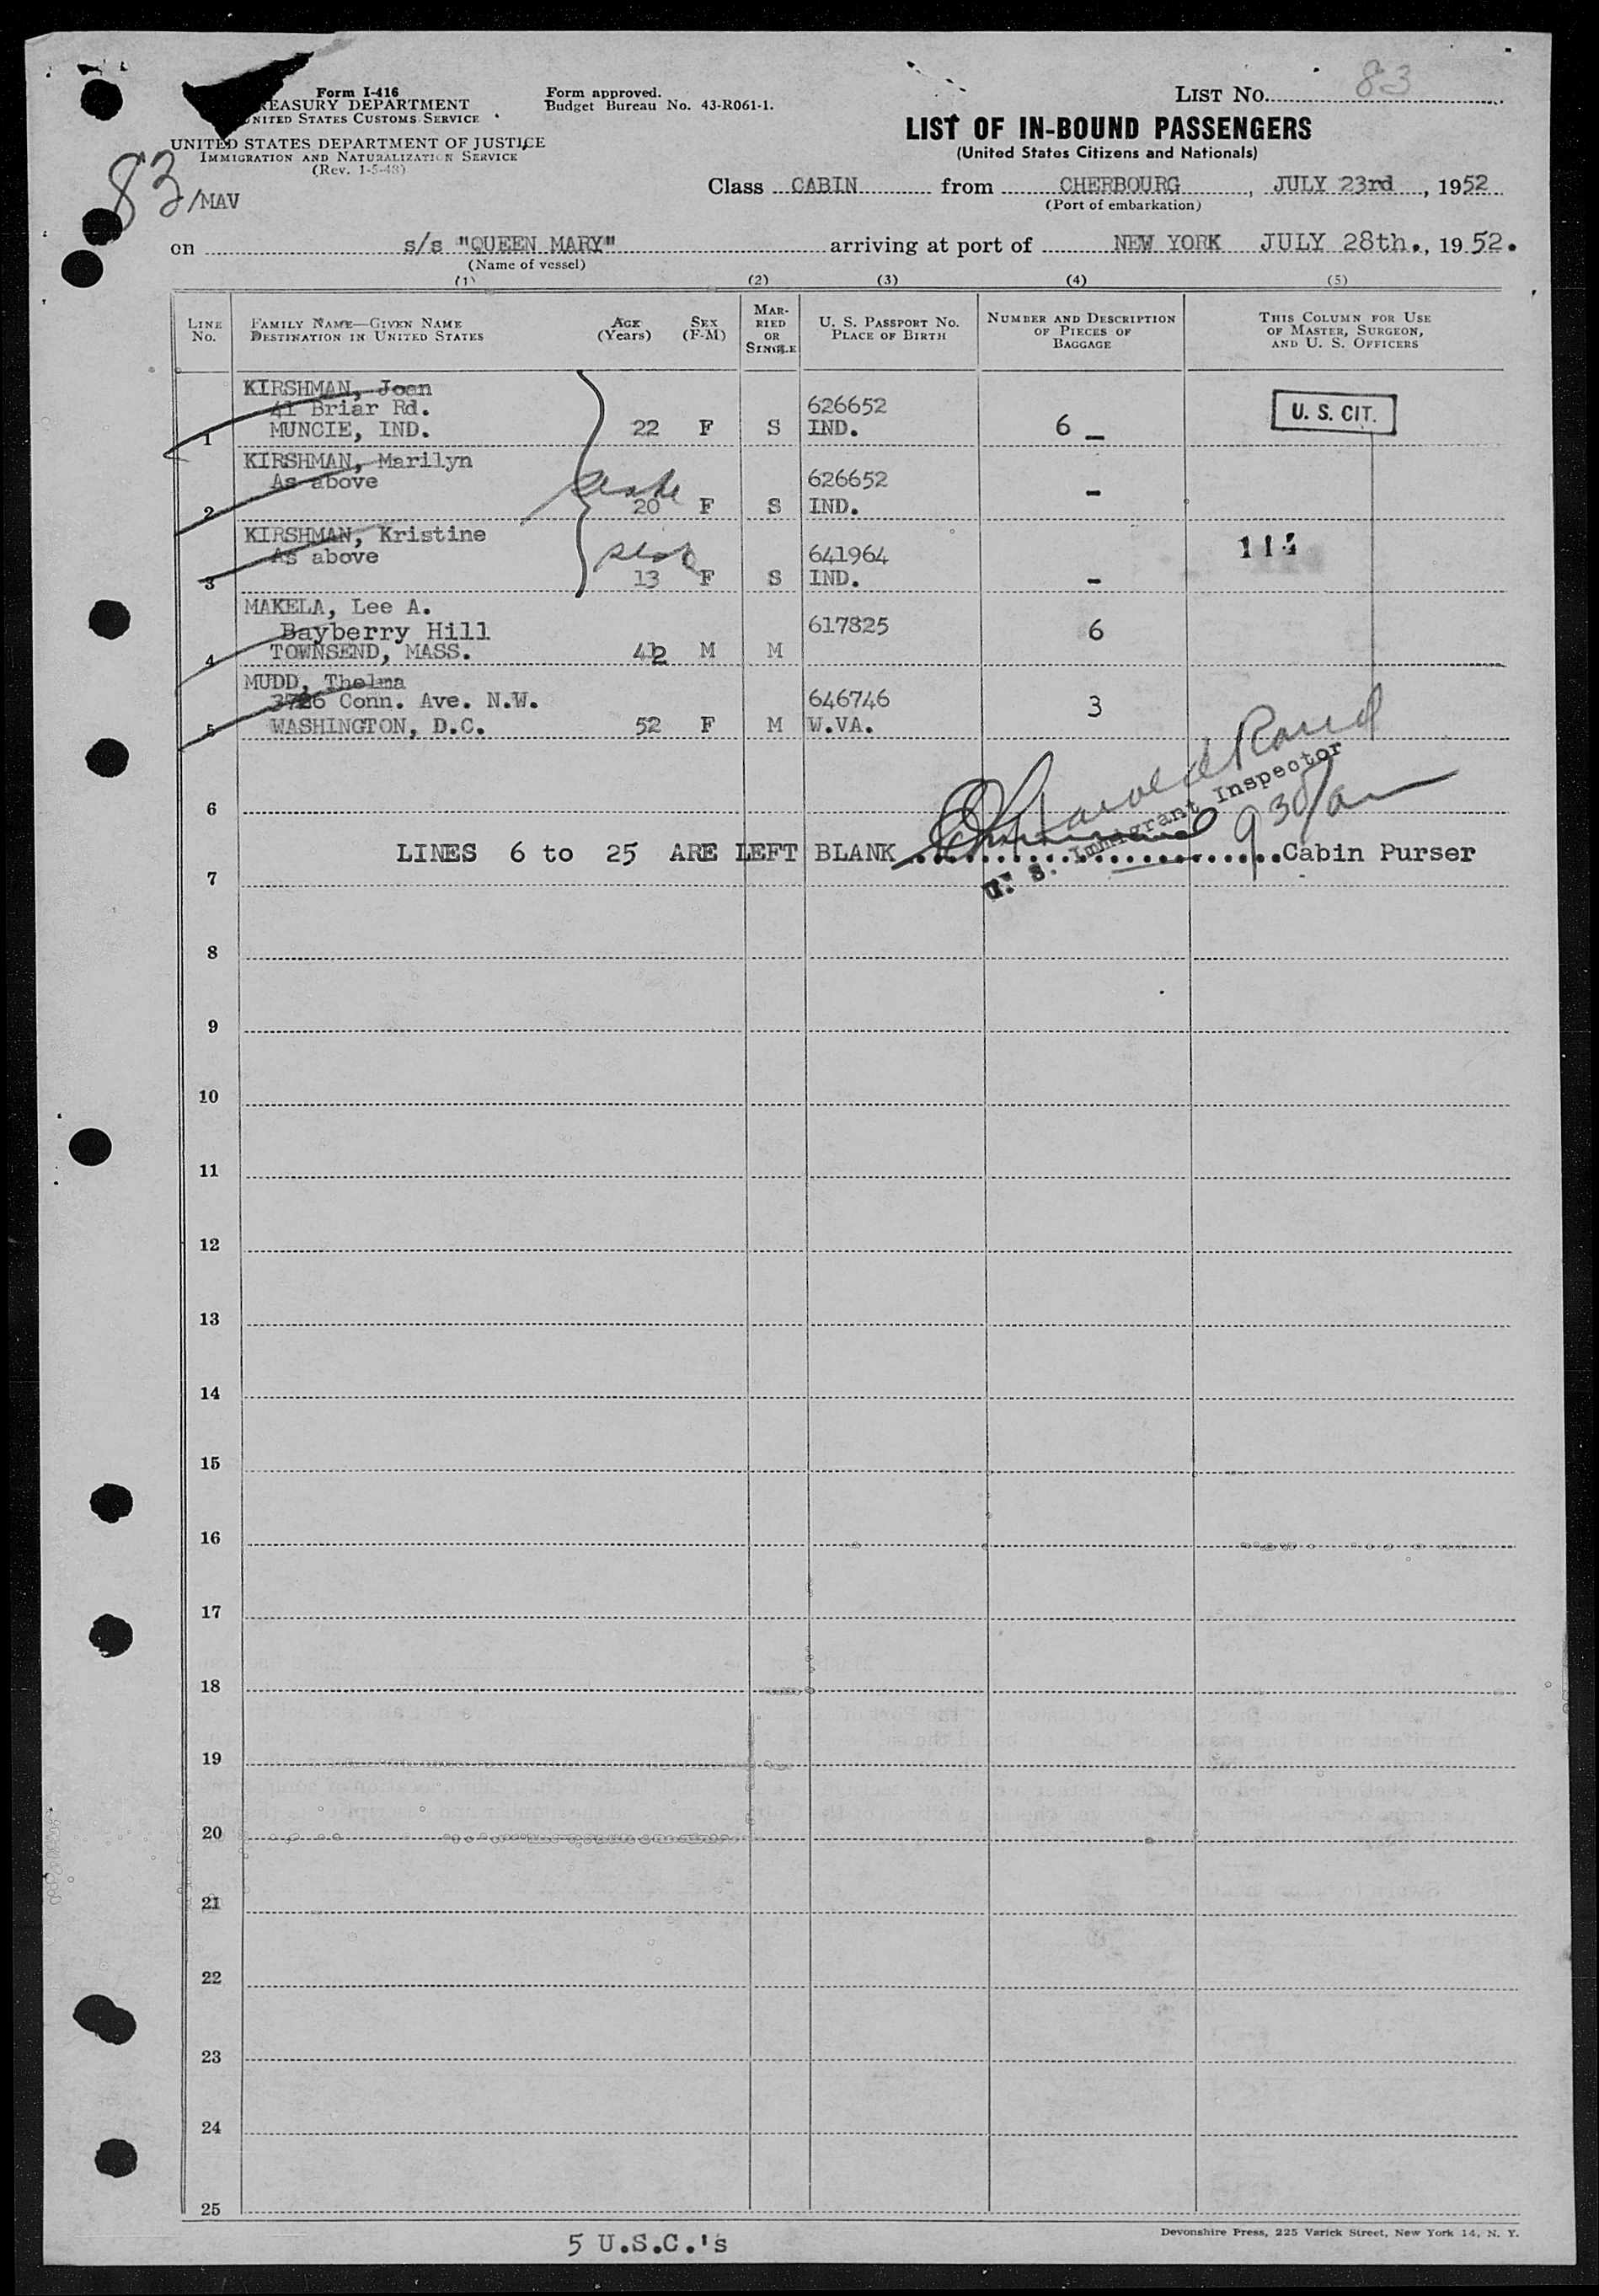 Form I-416
TREASURY DEPARTMENT
UNITED STATES CUSTOMS SERVICE
UNITED STATES DEPARTMENT OF JUSTICE
IMMIGRATION AND NATURALIZATION SERVICE
(Rev. 1-5-48)
Form approved.
Budget Bureau No. 43-R061-1.
LIST No. 83
LIST OF IN-BOUND PASSENGERS
(United States Citizens and Nationals)
83/MAV
Class CABIN from CHERBOURG, JULY 23rd, 1952
(Port of embarkation)
on s/s "QUEEN MARY" arriving at port of NEW YORK JULY 28th., 1952.
(Name of vessel)
(1) (2) (3) (4) (5)
LINE No. FAMILY NAME—GIVEN NAME DESTINATION IN UNITED STATES AGE (Years) SEX (F-M) MARRIED OR SINGLE U. S. PASSPORT No. PLACE OF BIRTH NUMBER AND DESCRIPTION OF PIECES OF BAGGAGE THIS COLUMN FOR USE OF MASTER, SURGEON, AND U. S. OFFICERS
KIRSHMAN, Joan
41 Briar Rd. 626652 U. S. CIT.
1 MUNCIE, IND. 22 F S IND. 6 –
KIRSHMAN, Marilyn
As above 626652 –
2 20 F S IND.
KIRSHMAN, Kristine
As above 641964
3 13 F S IND. –
MAKELA, Lee A.
Bayberry Hill 617825 6
4 TOWNSEND, MASS. 42 M M
MUDD, Thelma
3726 Conn. Ave. N.W. 646746 3
5 WASHINGTON, D.C. 52 F M W.VA.
Harold Rand
U. S. Immigrant Inspector
930/am
6
LINES 6 to 25 ARE LEFT BLANK ........................Cabin Purser
7
8
9
10
11
12
13
14
15
16
17
18
19
20
21
22
23
24
25
5 U.S.C.'s
Devonshire Press, 225 Varick Street, New York 14, N. Y.